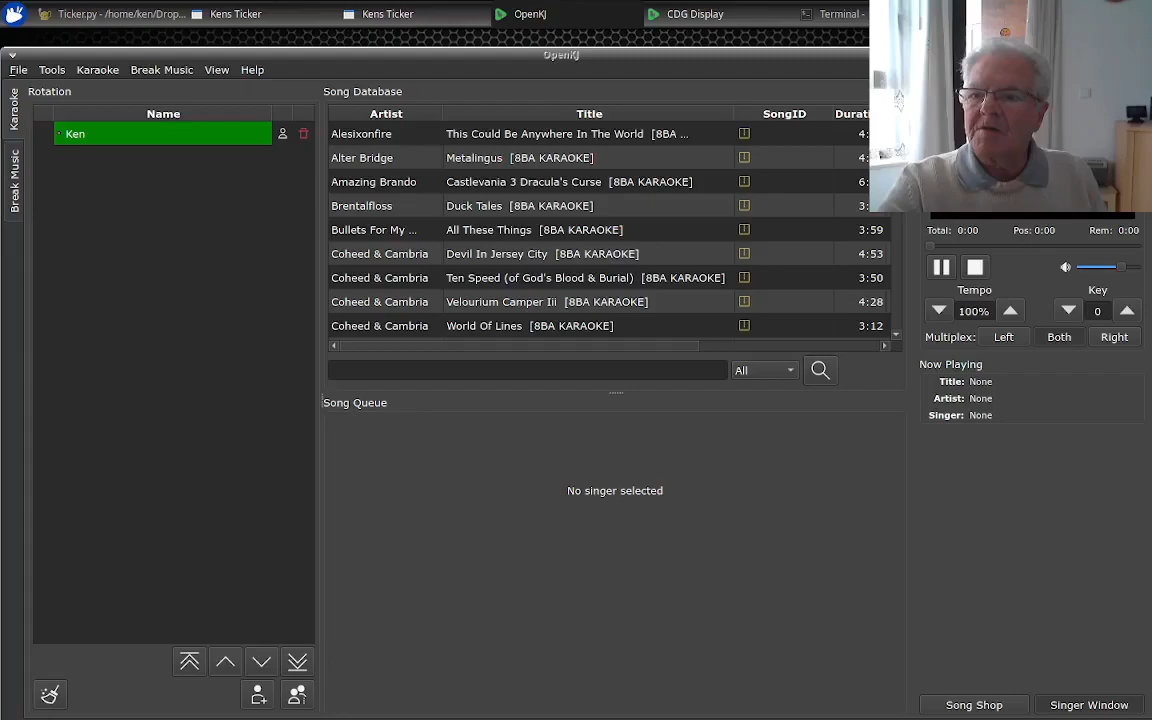 Ticker.py - /home/ken/Drop...
Kens Ticker
Kens Ticker
OpenKJ
CDG Display
Terminal -
OpenKJ
File Tools Karaoke Break Music View Help
Karaoke
Break Music
Rotation
Name
Ken
Song Database
Artist Title SongID Durati
Alesixonfire This Could Be Anywhere In The World [8BA ... 4:
Alter Bridge Metalingus [8BA KARAOKE] 4:
Amazing Brando Castlevania 3 Dracula's Curse [8BA KARAOKE] 6:
Brentalfloss Duck Tales [8BA KARAOKE] 3:
Bullets For My ... All These Things [8BA KARAOKE] 3:59
Coheed & Cambria Devil In Jersey City [8BA KARAOKE] 4:53
Coheed & Cambria Ten Speed (of God's Blood & Burial) [8BA KARAOKE] 3:50
Coheed & Cambria Velourium Camper Iii [8BA KARAOKE] 4:28
Coheed & Cambria World Of Lines [8BA KARAOKE] 3:12
All
Song Queue
No singer selected
Total: 0:00 Pos: 0:00 Rem: 0:00
Tempo Key
100% 0
Multiplex: Left Both Right
Now Playing
Title: None
Artist: None
Singer: None
Song Shop Singer Window